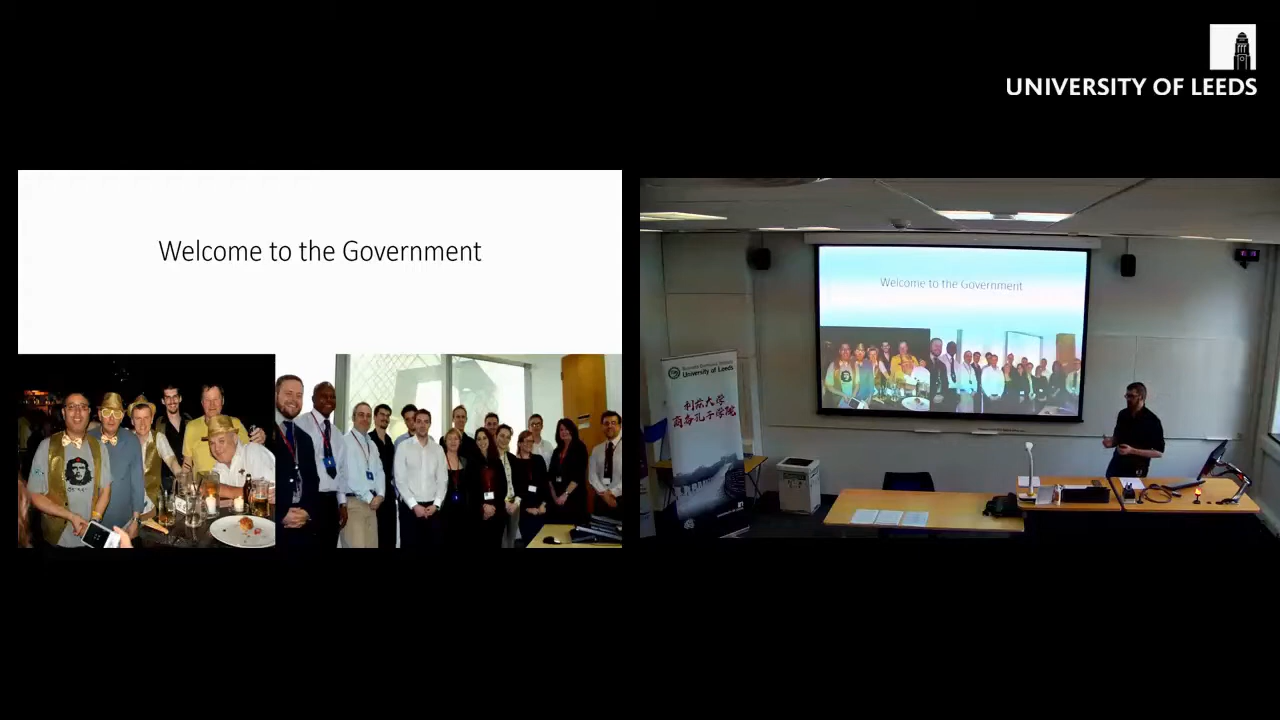 UNIVERSITY OF LEEDS
Welcome to the Government
Welcome to the Government
University of Leeds
利兹大学
商务孔子学院